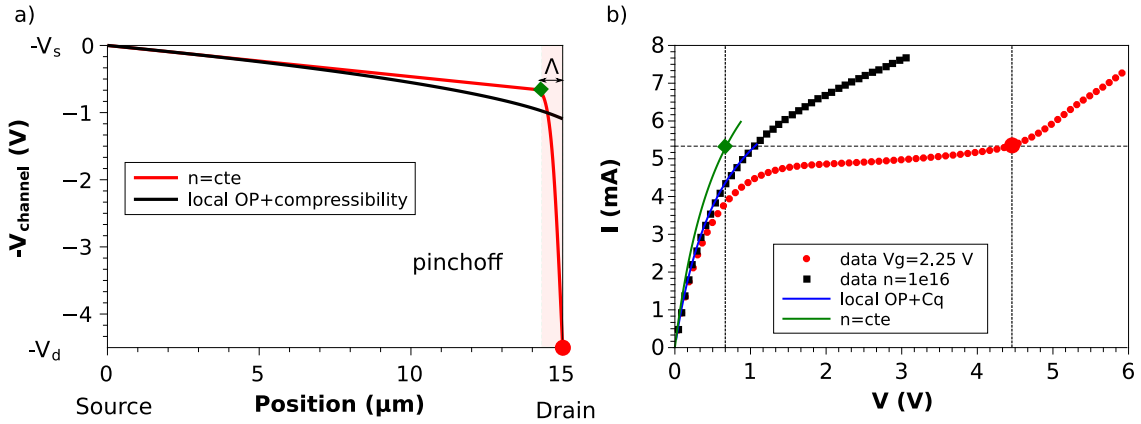 a)
-Vs
0
−1
−2
−3
−4
-Vd
-Vchannel (V)
Λ
n=cte
local OP+compressibility
pinchoff
0
5
10
15
Source
Position (μm)
Drain
b)
8
7
6
5
4
3
2
1
0
I (mA)
data Vg=2.25 V
data n=1e16
local OP+Cq
n=cte
0
1
2
3
4
5
6
V (V)